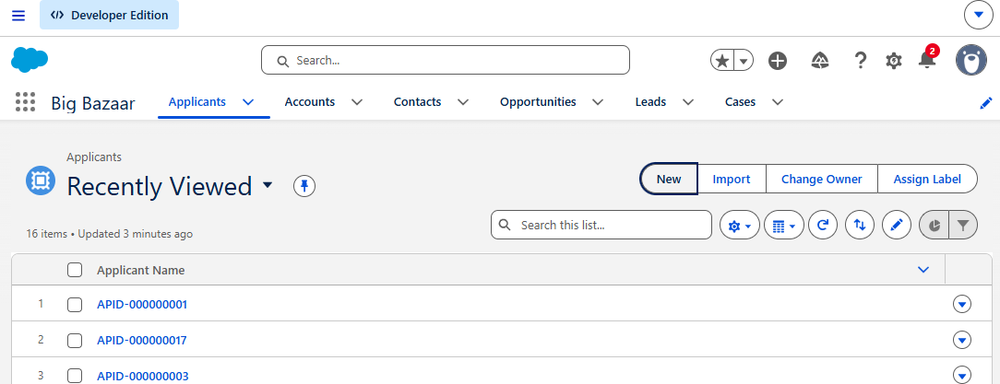 Developer Edition
Search...
2
Big Bazaar Applicants Accounts Contacts Opportunities Leads Cases
Applicants
Recently Viewed
New Import Change Owner Assign Label
16 items • Updated 3 minutes ago
Search this list...
Applicant Name
1 APID-000000001
2 APID-000000017
3 APID-000000003